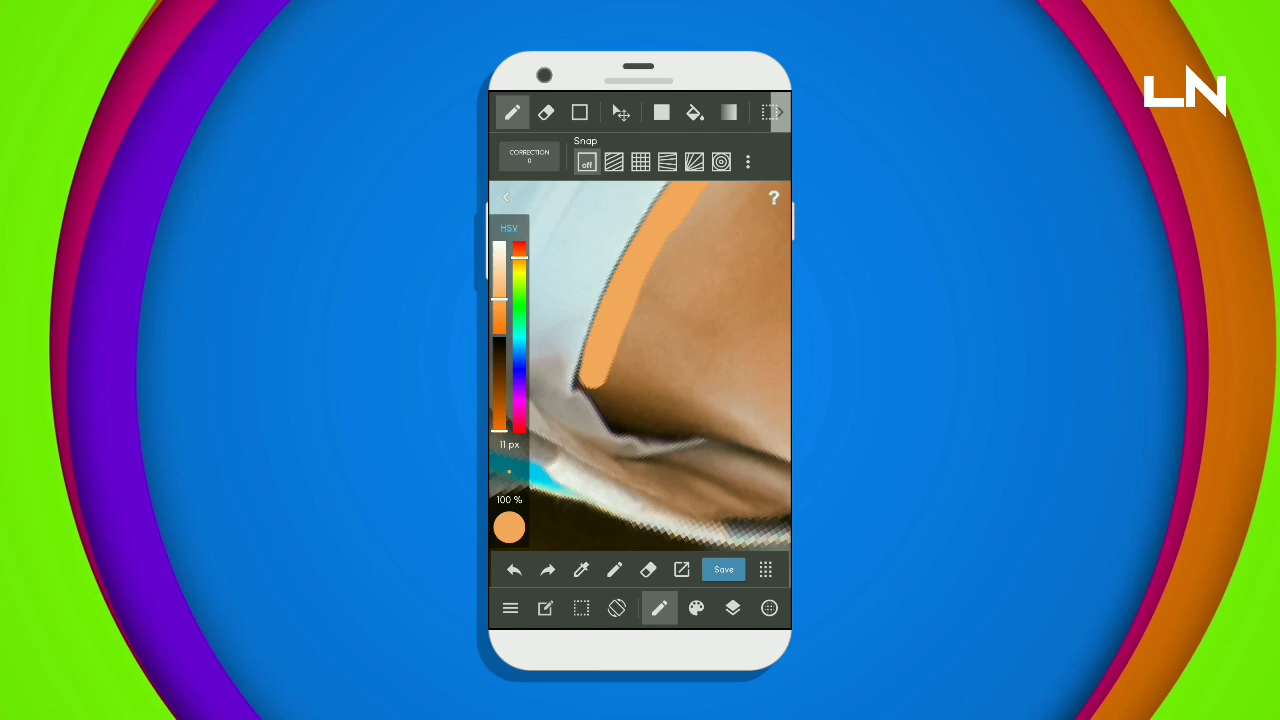 LN
CORRECTION
0
Snap
off
?
HSV
11 px
100 %
Save